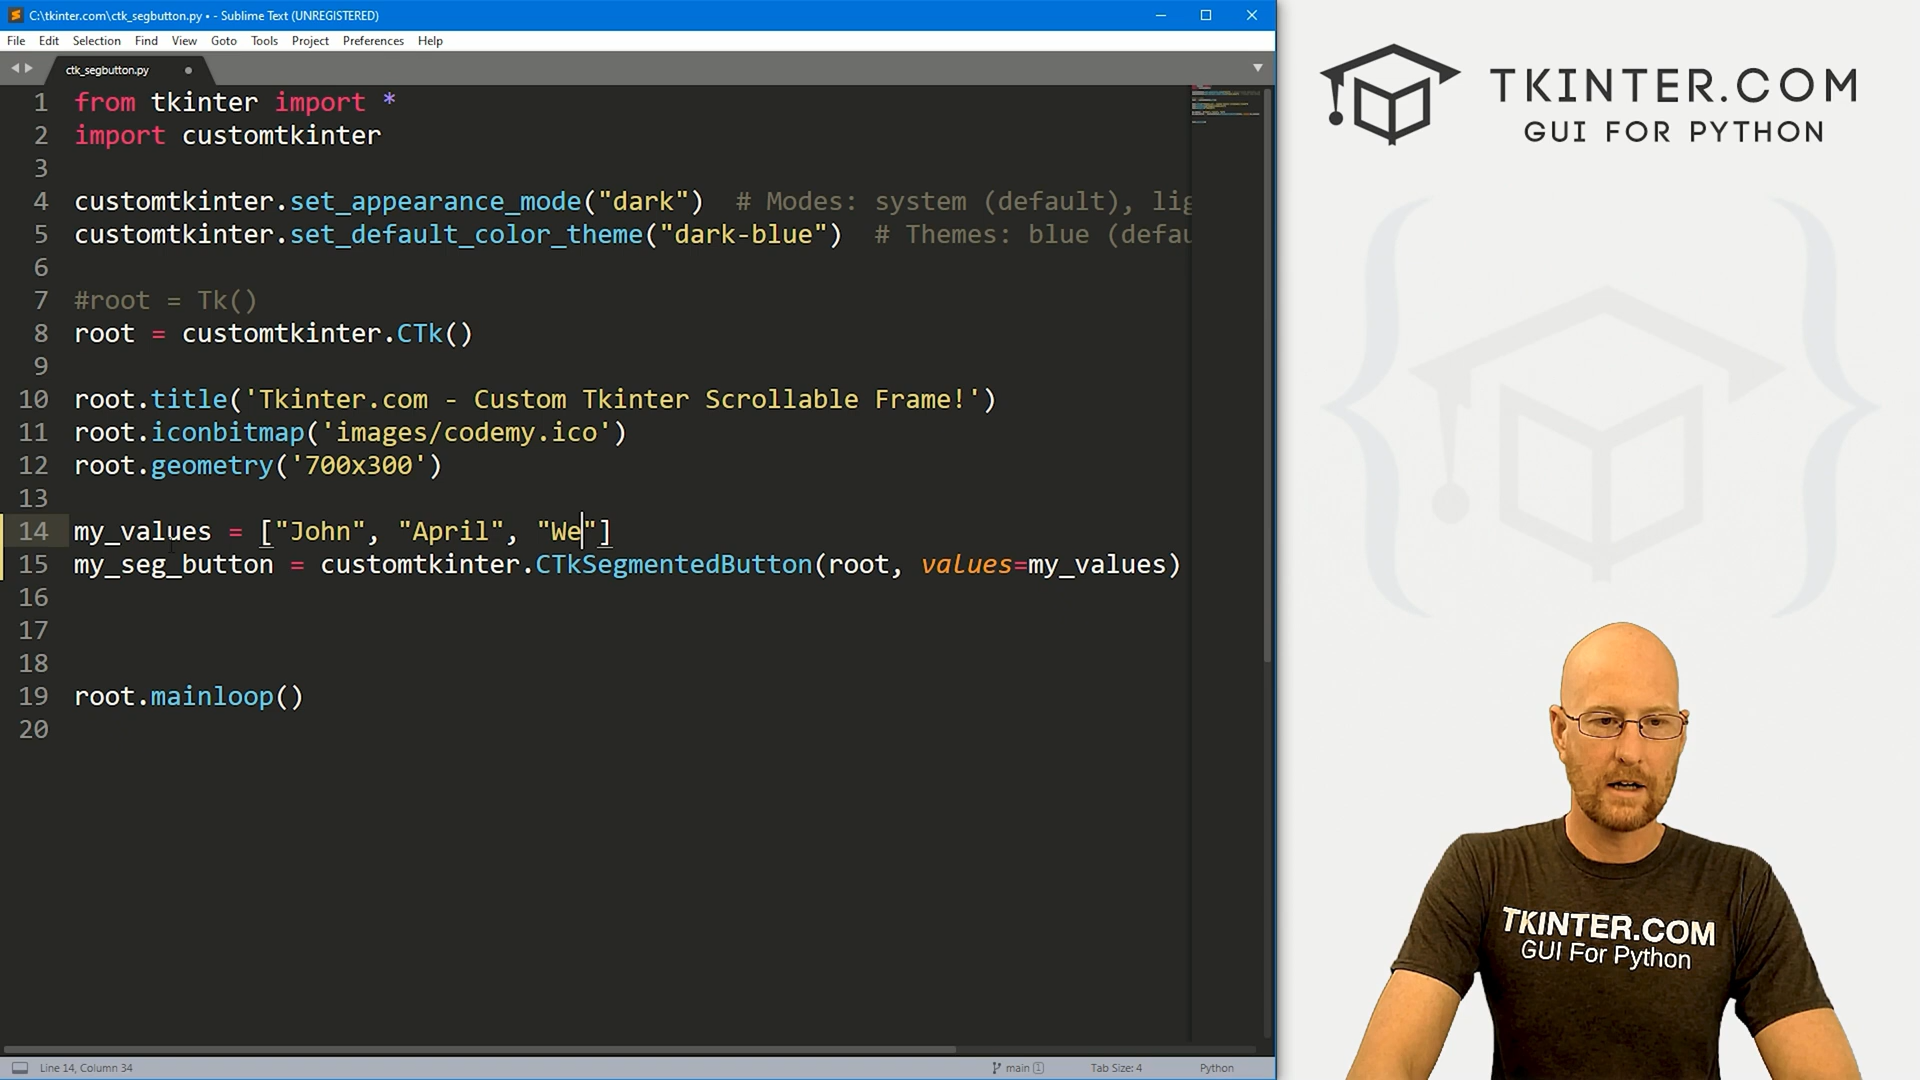 C:\tkinter.com\ctk_segbutton.py • - Sublime Text (UNREGISTERED)
File Edit Selection Find View Goto Tools Project Preferences Help
ctk_segbutton.py
1 from tkinter import *
2 import customtkinter
3
4 customtkinter.set_appearance_mode("dark")  # Modes: system (default), lig
5 customtkinter.set_default_color_theme("dark-blue")  # Themes: blue (defau
6
7 #root = Tk()
8 root = customtkinter.CTk()
9
10 root.title('Tkinter.com - Custom Tkinter Scrollable Frame!')
11 root.iconbitmap('images/codemy.ico')
12 root.geometry('700x300')
13
14 my_values = ["John", "April", "We"]
15 my_seg_button = customtkinter.CTkSegmentedButton(root, values=my_values)
16
17
18
19 root.mainloop()
20
Line 14, Column 34
main 1
Tab Size: 4
Python
TKINTER.COM
GUI FOR PYTHON
TKINTER.COM
GUI For Python